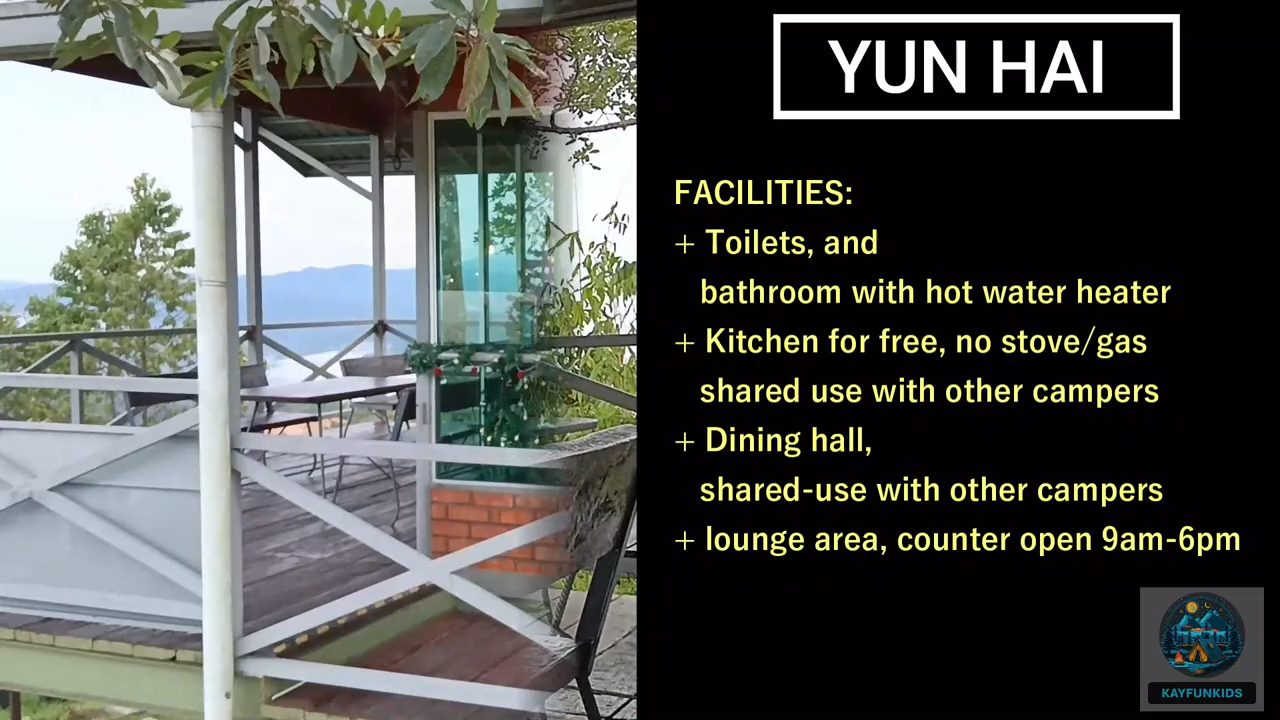 YUN HAI
FACILITIES:
+ Toilets, and
bathroom with hot water heater
+ Kitchen for free, no stove/gas
shared use with other campers
+ Dining hall,
shared-use with other campers
+ lounge area, counter open 9am-6pm
KAYFUNKIDS